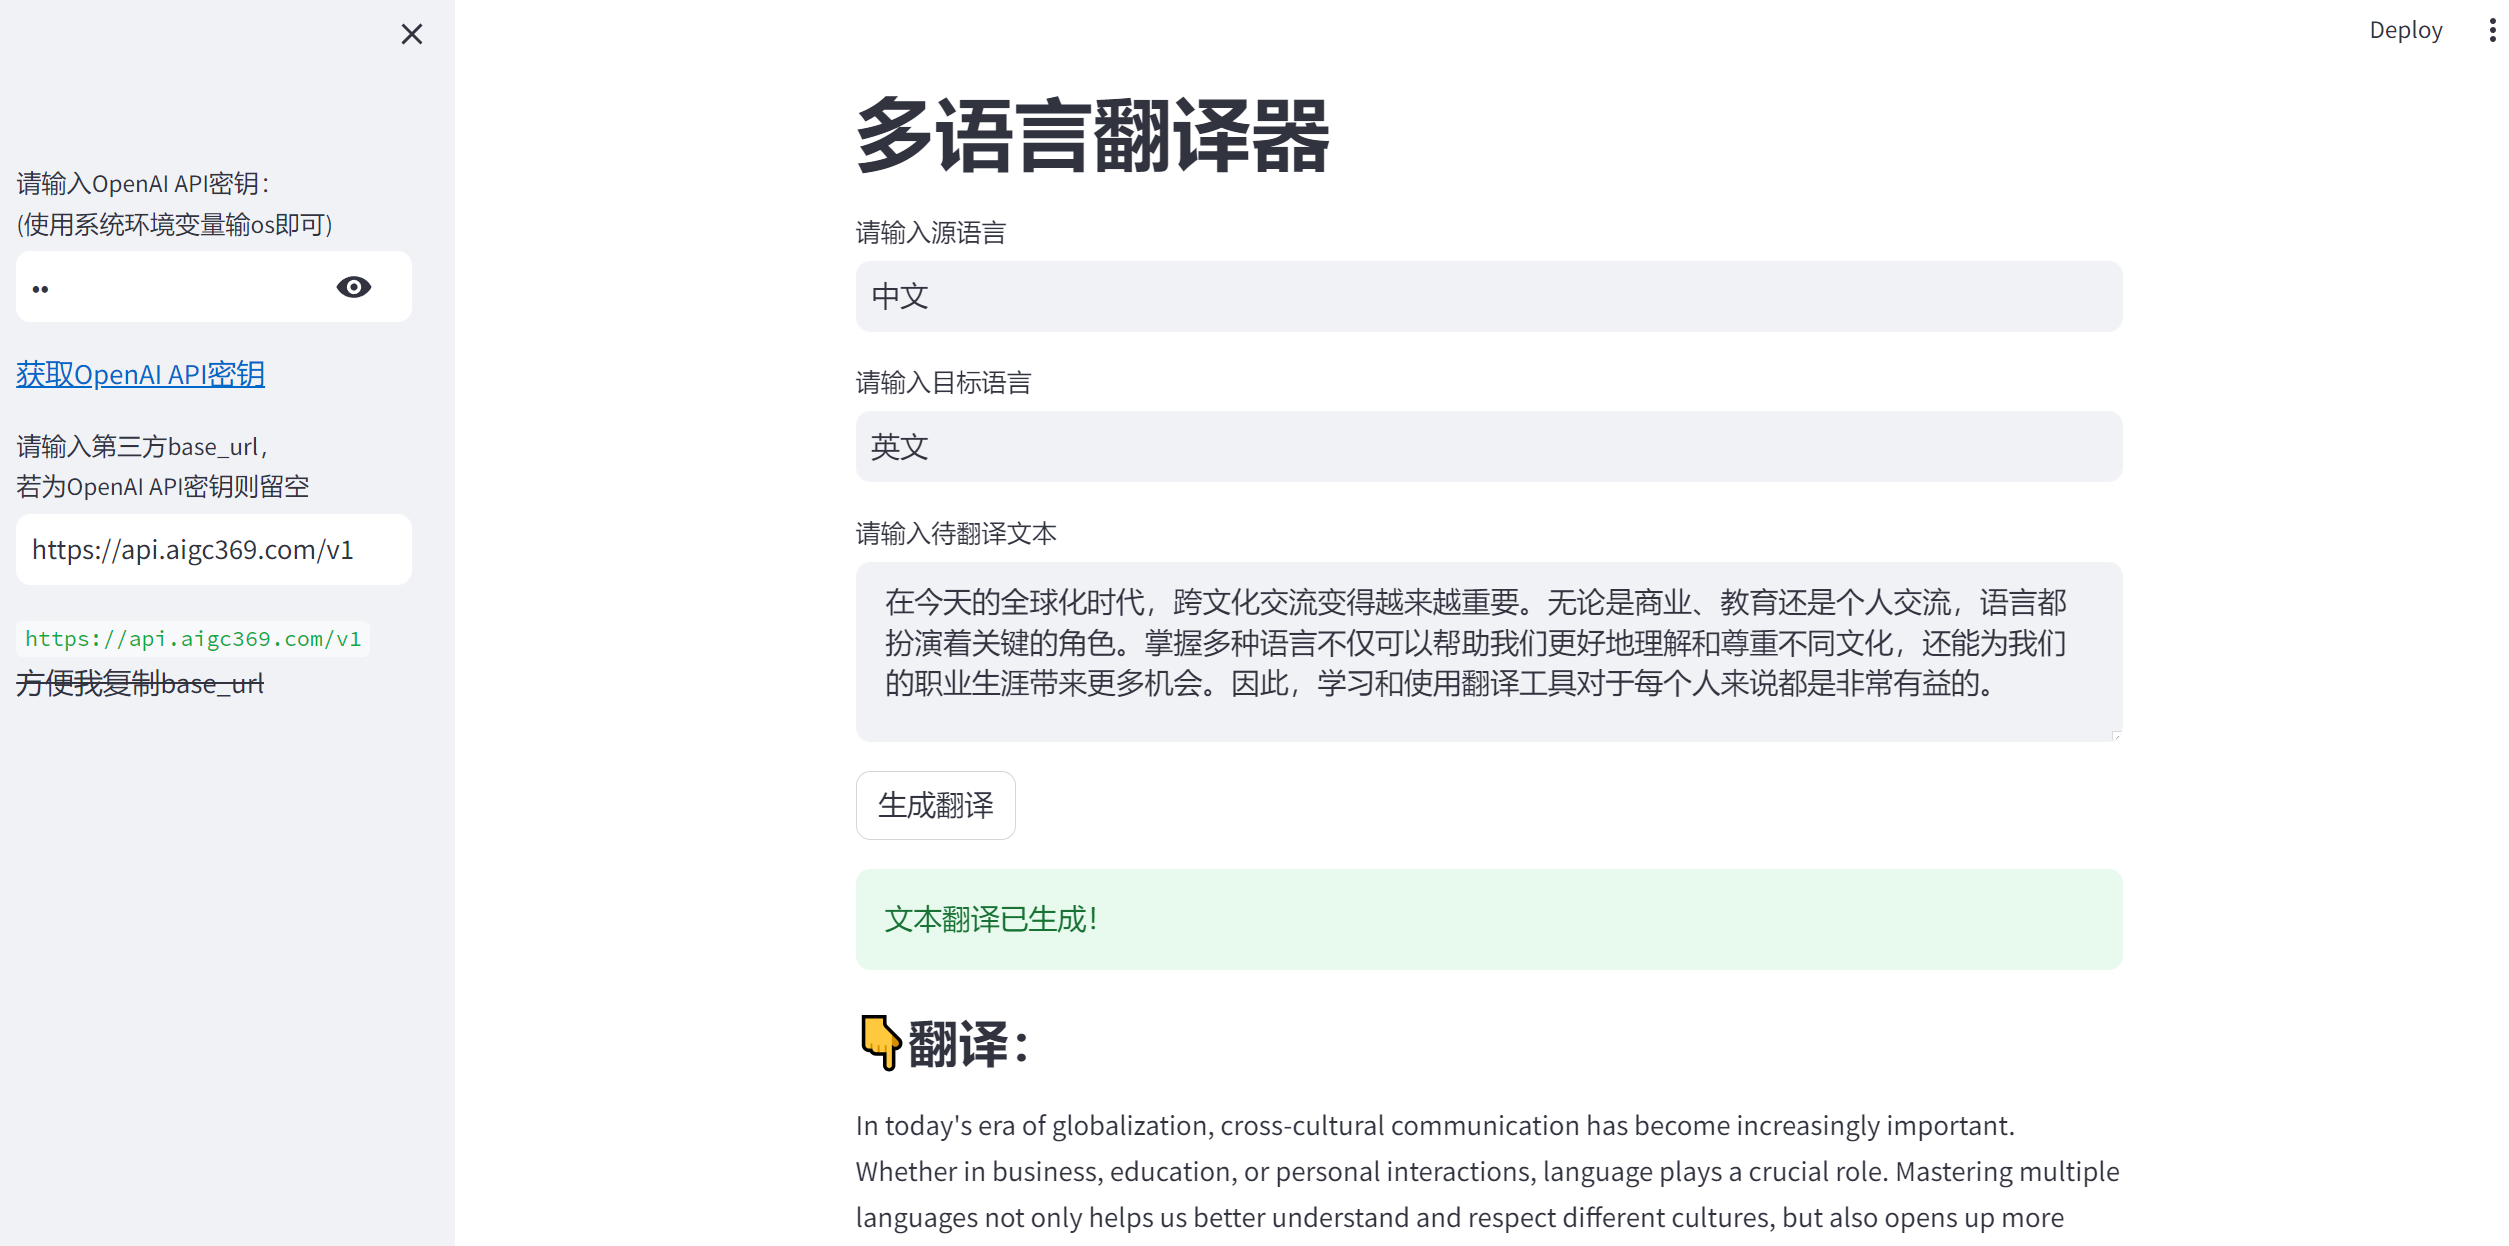 Deploy
请输入OpenAI API密钥：
(使用系统环境变量输os即可)
••
获取OpenAI API密钥
请输入第三方base_url，
若为OpenAI API密钥则留空
https://api.aigc369.com/v1
https://api.aigc369.com/v1
方便我复制base_url
多语言翻译器
请输入源语言
中文
请输入目标语言
英文
请输入待翻译文本
在今天的全球化时代，跨文化交流变得越来越重要。无论是商业、教育还是个人交流，语言都
扮演着关键的角色。掌握多种语言不仅可以帮助我们更好地理解和尊重不同文化，还能为我们
的职业生涯带来更多机会。因此，学习和使用翻译工具对于每个人来说都是非常有益的。
生成翻译
文本翻译已生成！
👇翻译：
In today's era of globalization, cross-cultural communication has become increasingly important.
Whether in business, education, or personal interactions, language plays a crucial role. Mastering multiple
languages not only helps us better understand and respect different cultures, but also opens up more